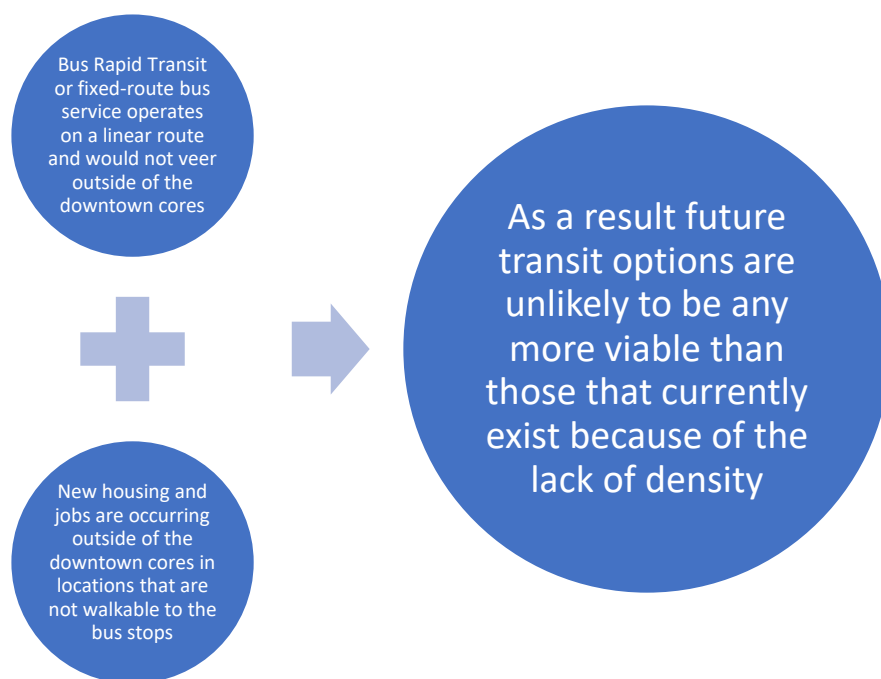 Bus Rapid Transit
or fixed-route bus
service operates
on a linear route
and would not veer
outside of the
downtown cores
New housing and
jobs are occurring
outside of the
downtown cores in
locations that are
not walkable to the
bus stops
As a result future
transit options are
unlikely to be any
more viable than
those that currently
exist because of the
lack of density